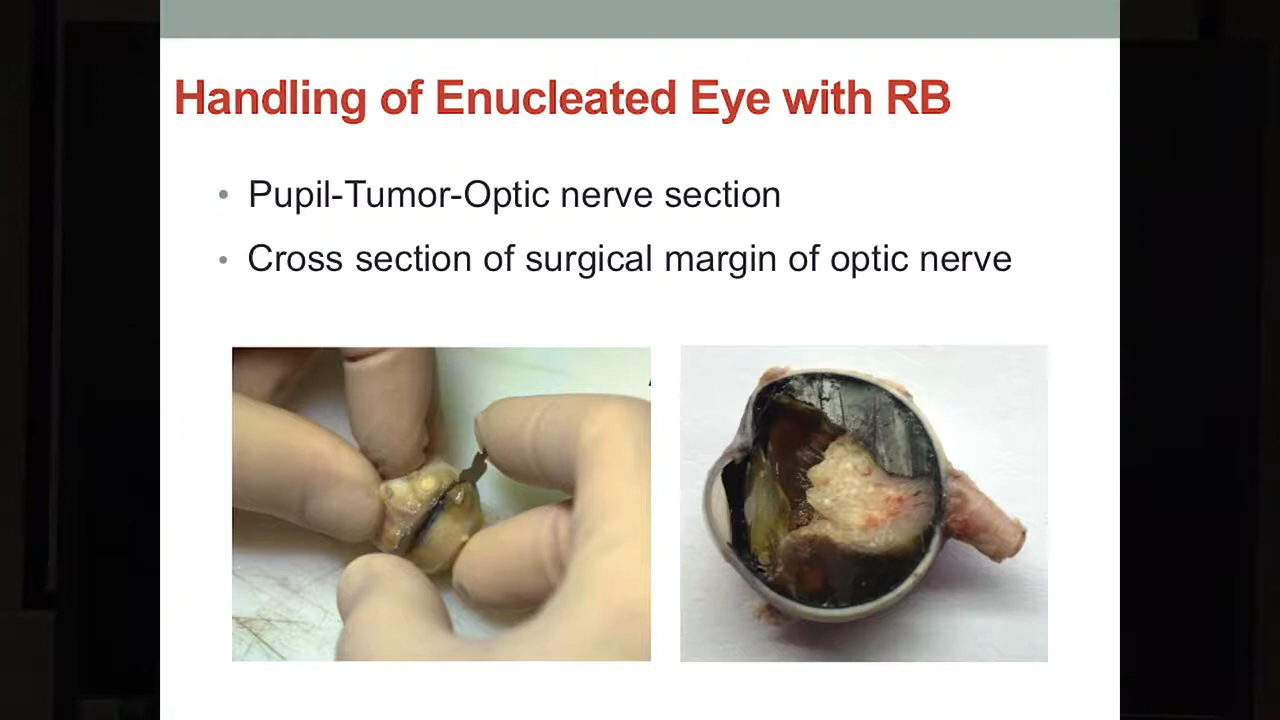 Handling of Enucleated Eye with RB
• Pupil-Tumor-Optic nerve section
• Cross section of surgical margin of optic nerve